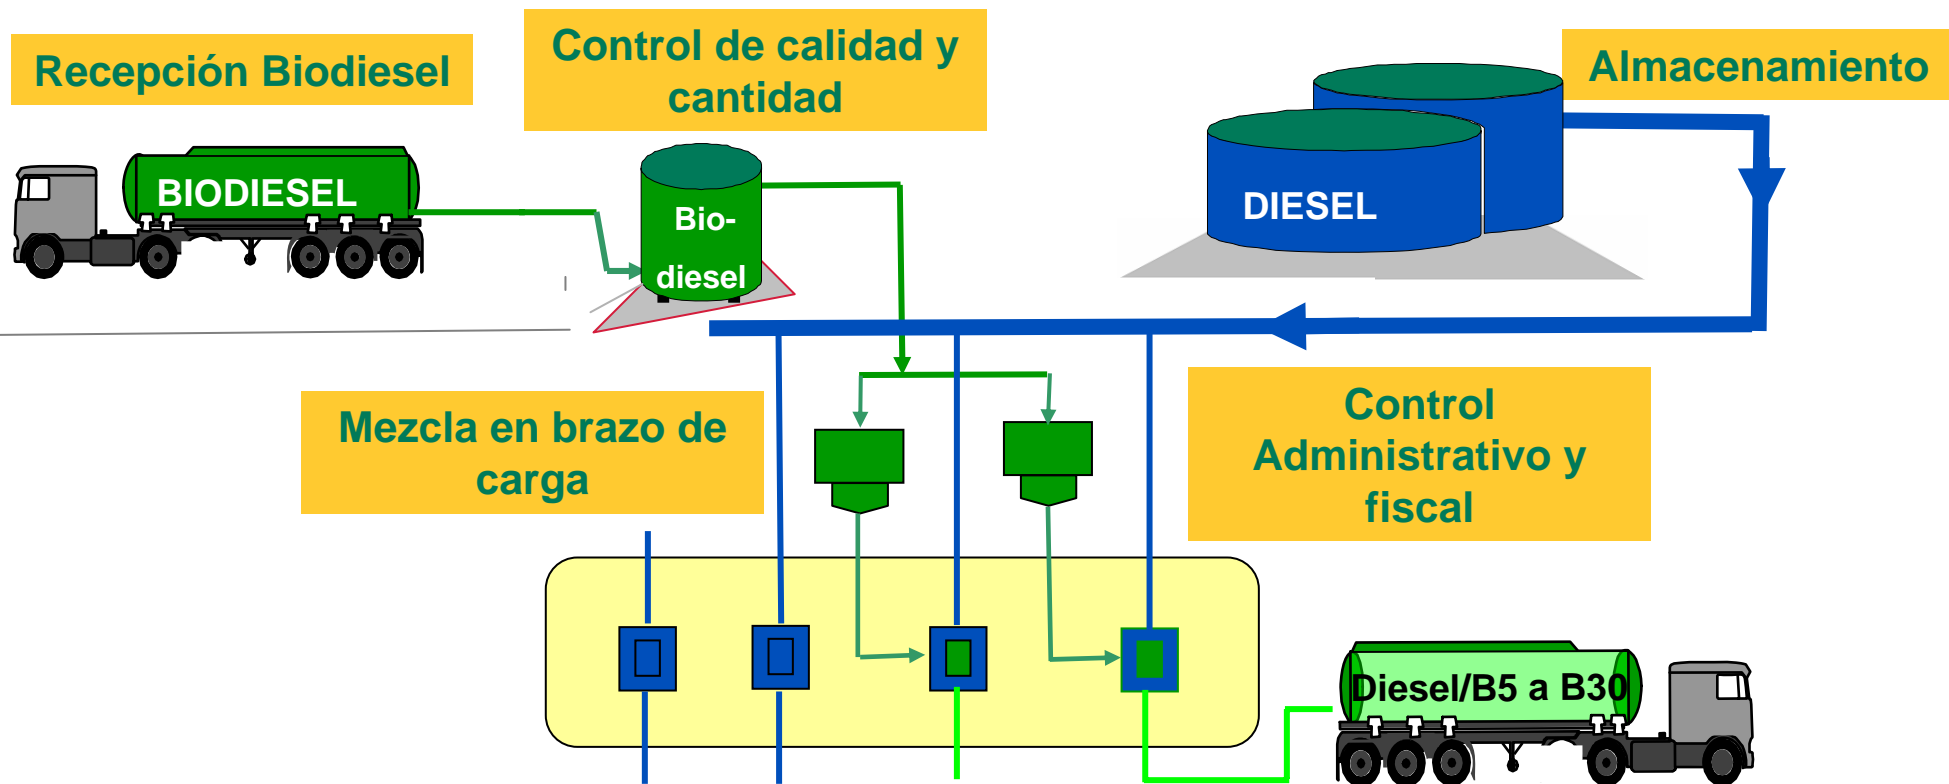 Recepción Biodiesel
Control de calidad y
cantidad
Almacenamiento
BIODIESEL
Bio-
diesel
DIESEL
Mezcla en brazo de
carga
Control
Administrativo y
fiscal
Diesel/B5 a B30